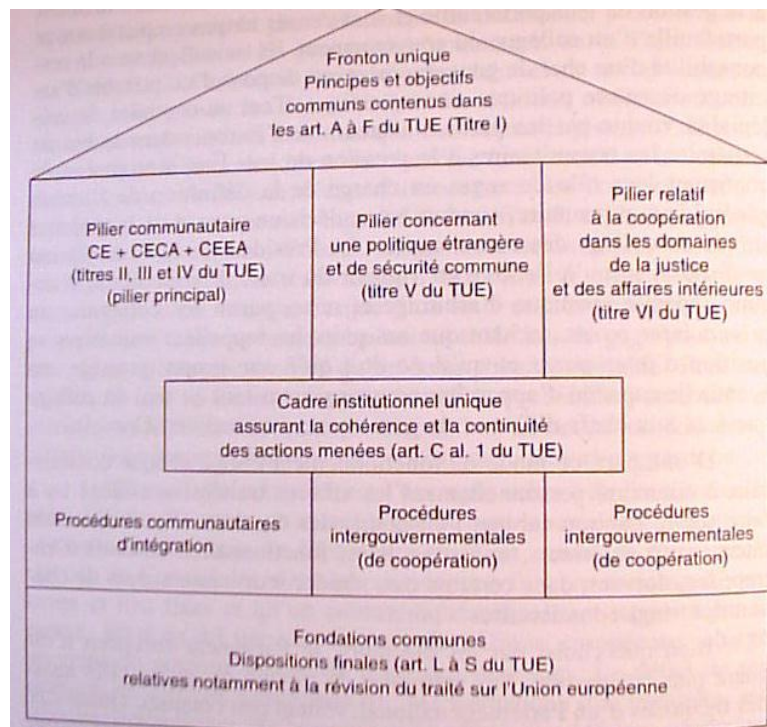 Fronton unique
Principes et objectifs
communs contenus dans
les art. A à F du TUE (Titre I)
Pilier communautaire
CE + CECA + CEEA
(titres II, III et IV du TUE)
(pilier principal)
Pilier concernant
une politique étrangère
et de sécurité commune
(titre V du TUE)
Pilier relatif
à la coopération
dans les domaines
de la justice
et des affaires intérieures
(titre VI du TUE)
Cadre institutionnel unique
assurant la cohérence et la continuité
des actions menées (art. C al. 1 du TUE)
Procédures communautaires
d'intégration
Procédures
intergouvernementales
(de coopération)
Procédures
intergouvernementales
(de coopération)
Fondations communes
Dispositions finales (art. L à S du TUE)
relatives notamment à la révision du traité sur l'Union européenne